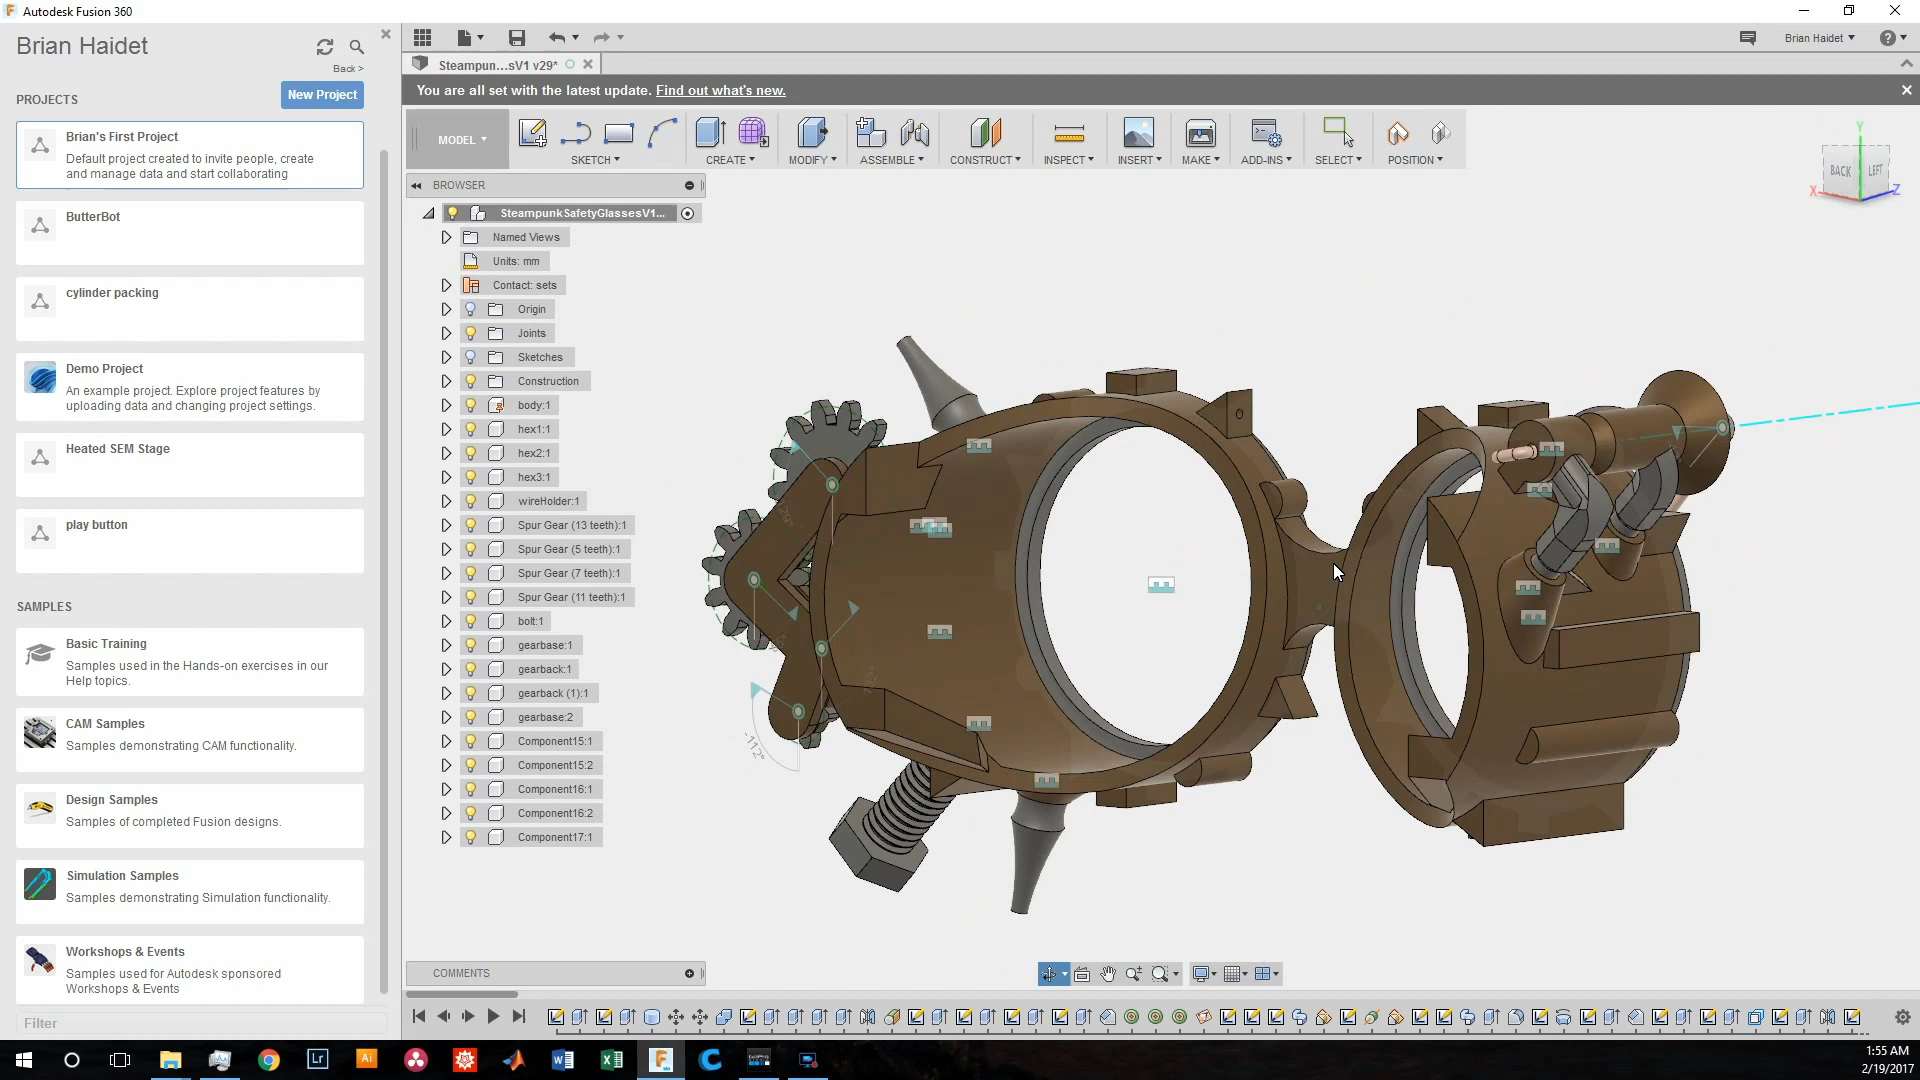 Autodesk Fusion 360
Brian Haidet
Back >
PROJECTS
New Project
Brian's First Project
Default project created to invite people, create
and manage data and start collaborating
ButterBot
cylinder packing
Demo Project
An example project. Explore project features by
uploading data and changing project settings.
Heated SEM Stage
play button
SAMPLES
Basic Training
Samples used in the Hands-on exercises in our
Help topics.
CAM Samples
Samples demonstrating CAM functionality.
Design Samples
Samples of completed Fusion designs.
Simulation Samples
Samples demonstrating Simulation functionality.
Workshops & Events
Samples used for Autodesk sponsored
Workshops & Events
Filter
Brian Haidet
Steampun...sV1 v29*
You are all set with the latest update. Find out what's new.
MODEL
SKETCH
CREATE
MODIFY
ASSEMBLE
CONSTRUCT
INSPECT
INSERT
MAKE
ADD-INS
SELECT
POSITION
BROWSER
SteampunkSafetyGlassesV1...
Named Views
Units: mm
Contact: sets
Origin
Joints
Sketches
Construction
body:1
hex1:1
hex2:1
hex3:1
wireHolder:1
Spur Gear (13 teeth):1
Spur Gear (5 teeth):1
Spur Gear (7 teeth):1
Spur Gear (11 teeth):1
bolt:1
gearbase:1
gearback:1
gearback (1):1
gearbase:2
Component15:1
Component15:2
Component16:1
Component16:2
Component17:1
Y
BACK
LEFT
X
Z
-112°
COMMENTS
Lr
Ai
1:55 AM
2/19/2017